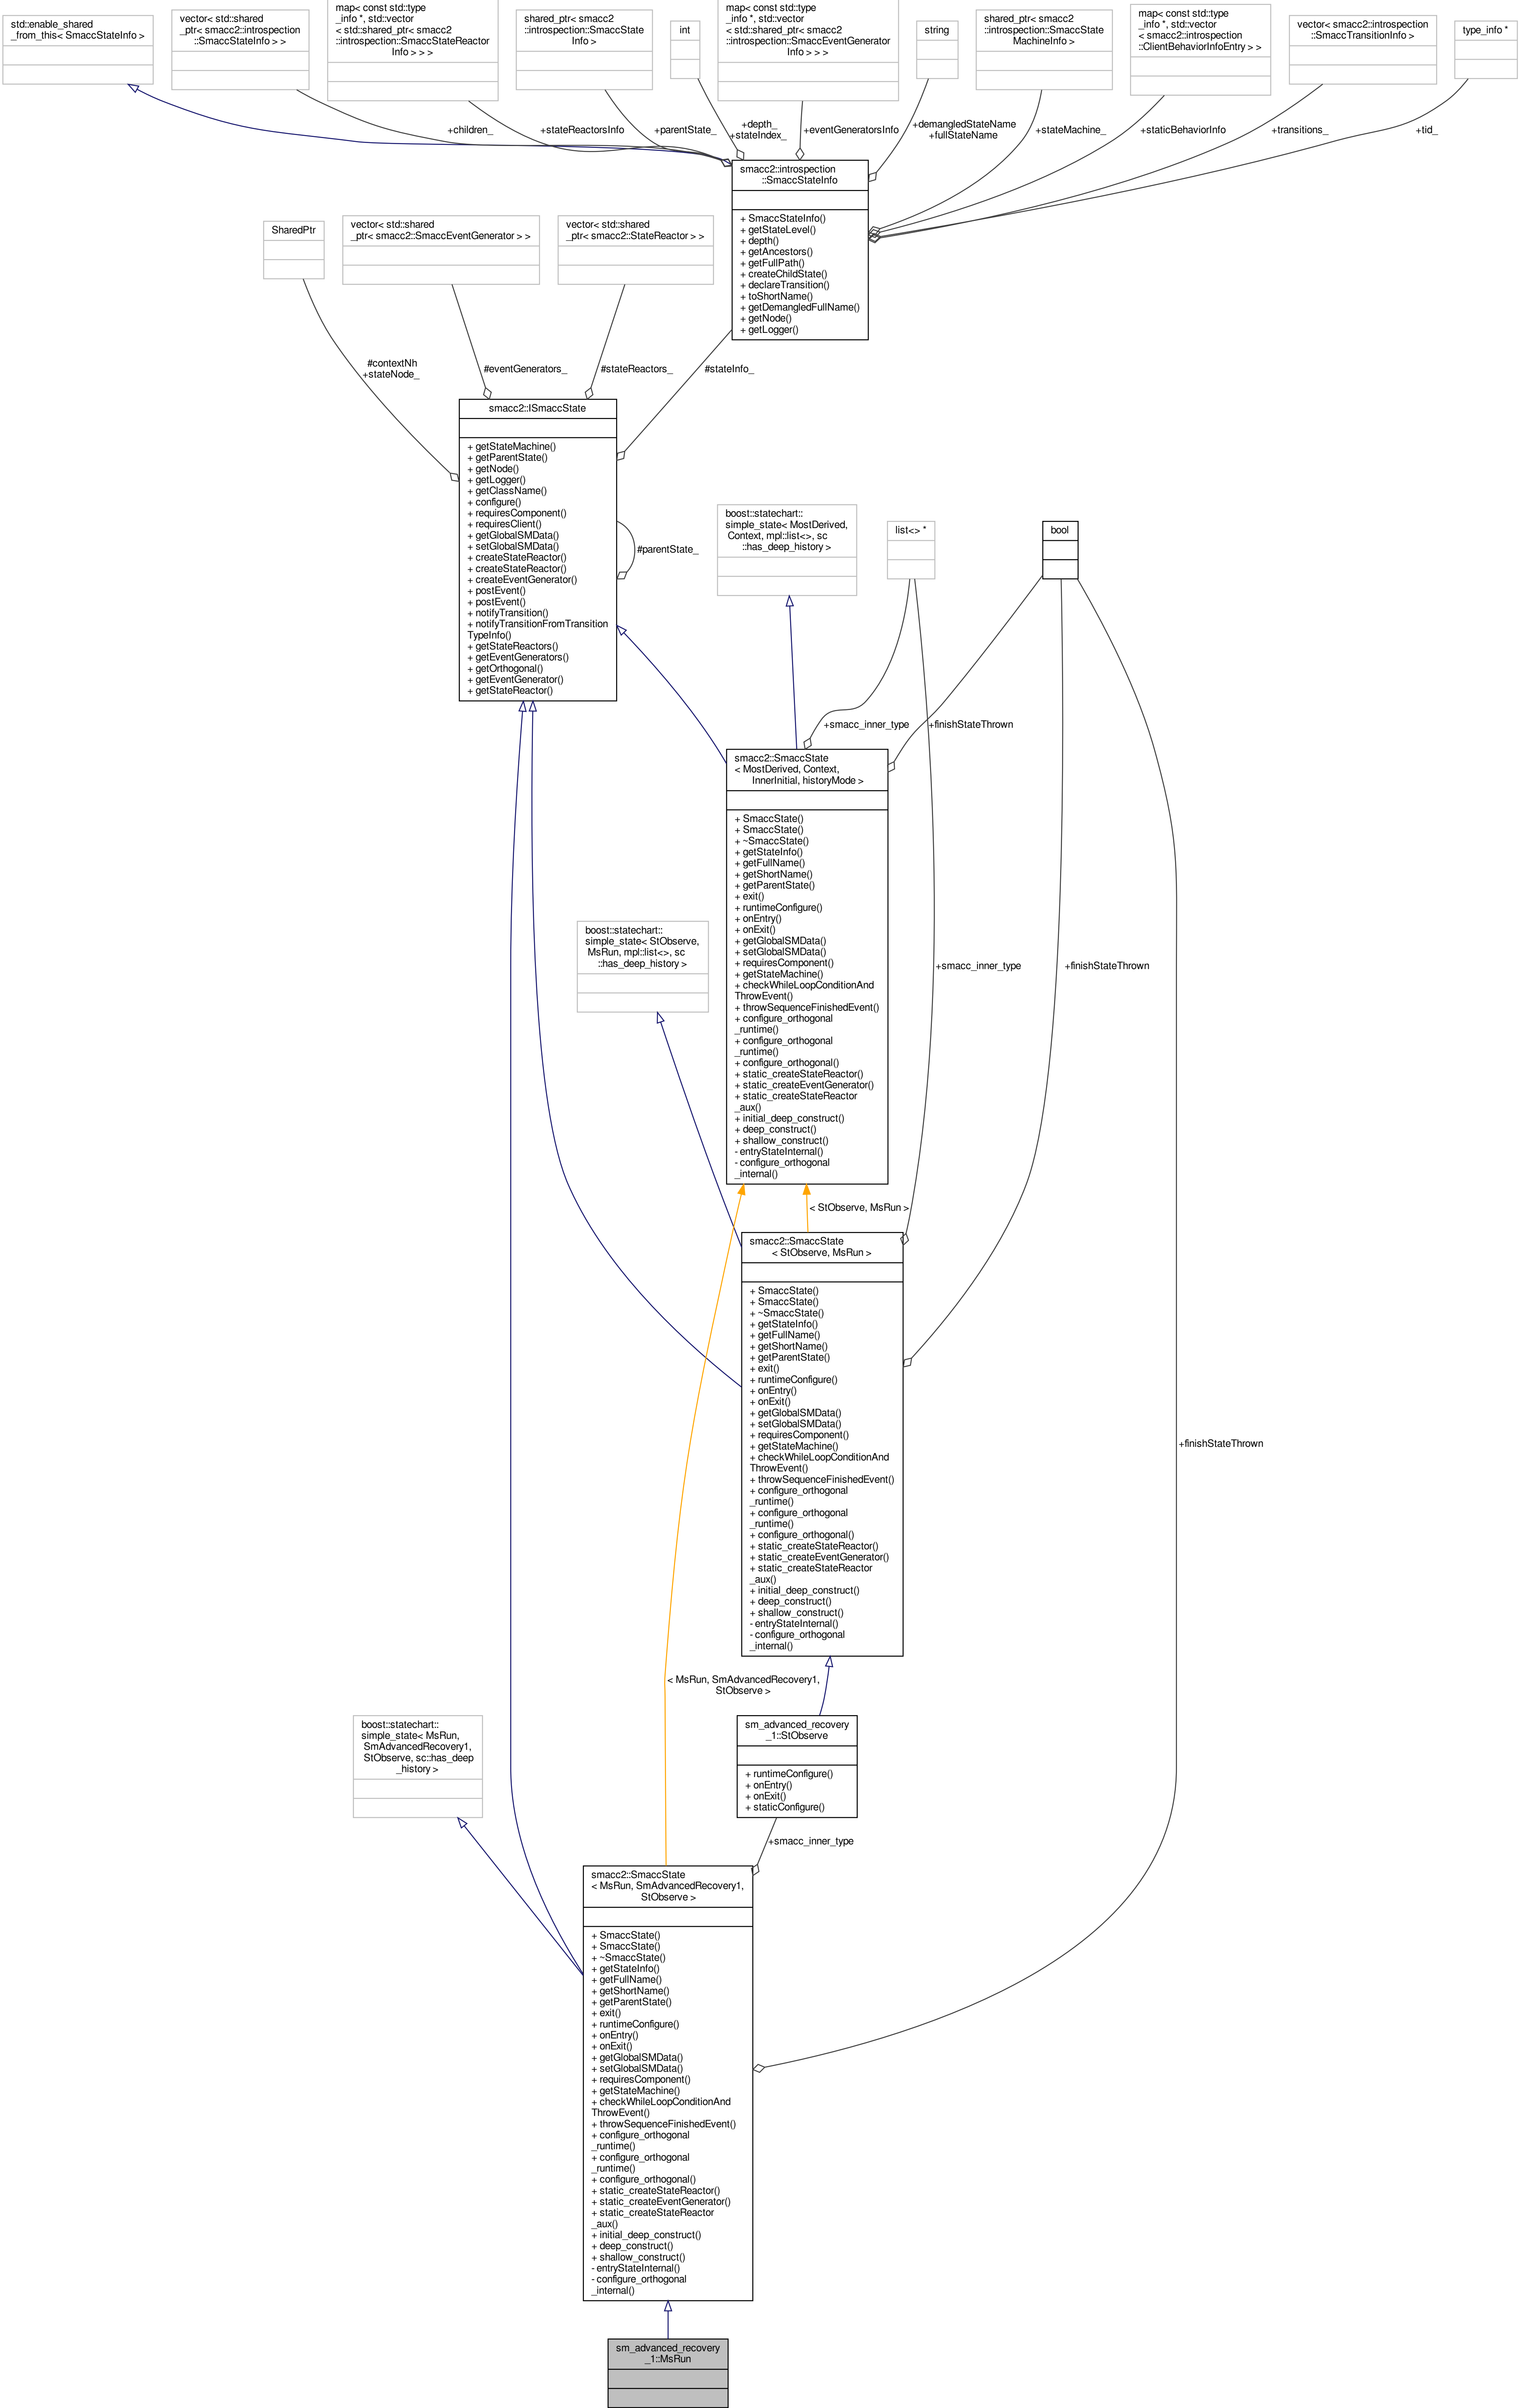 std::enable_shared
_from_this< SmaccStateInfo >
vector< std::shared
_ptr< smacc2::introspection
::SmaccStateInfo > >
map< const std::type
_info *, std::vector
< std::shared_ptr< smacc2
::introspection::SmaccStateReactor
Info > > >
shared_ptr< smacc2
::introspection::SmaccState
Info >
int
map< const std::type
_info *, std::vector
< std::shared_ptr< smacc2
::introspection::SmaccEventGenerator
Info > > >
string
shared_ptr< smacc2
::introspection::SmaccState
MachineInfo >
map< const std::type
_info *, std::vector
< smacc2::introspection
::ClientBehaviorInfoEntry > >
vector< smacc2::introspection
::SmaccTransitionInfo >
type_info *
+children_
+stateReactorsInfo
+parentState_
+depth_
+stateIndex_
+eventGeneratorsInfo
+demangledStateName
+fullStateName
+stateMachine_
+staticBehaviorInfo
+transitions_
+tid_
smacc2::introspection
::SmaccStateInfo
+ SmaccStateInfo()
+ getStateLevel()
+ depth()
+ getAncestors()
+ getFullPath()
+ createChildState()
+ declareTransition()
+ toShortName()
+ getDemangledFullName()
+ getNode()
+ getLogger()
SharedPtr
vector< std::shared
_ptr< smacc2::SmaccEventGenerator > >
vector< std::shared
_ptr< smacc2::StateReactor > >
#contextNh
+stateNode_
#eventGenerators_
#stateReactors_
#stateInfo_
smacc2::ISmaccState
+ getStateMachine()
+ getParentState()
+ getNode()
+ getLogger()
+ getClassName()
+ configure()
+ requiresComponent()
+ requiresClient()
+ getGlobalSMData()
+ setGlobalSMData()
+ createStateReactor()
+ createStateReactor()
+ createEventGenerator()
+ postEvent()
+ postEvent()
+ notifyTransition()
+ notifyTransitionFromTransition
TypeInfo()
+ getStateReactors()
+ getEventGenerators()
+ getOrthogonal()
+ getEventGenerator()
+ getStateReactor()
#parentState_
boost::statechart::
simple_state< MostDerived,
Context, mpl::list<>, sc
::has_deep_history >
list<> *
bool
+smacc_inner_type
+finishStateThrown
smacc2::SmaccState
< MostDerived, Context,
InnerInitial, historyMode >
+ SmaccState()
+ SmaccState()
+ ~SmaccState()
+ getStateInfo()
+ getFullName()
+ getShortName()
+ getParentState()
+ exit()
+ runtimeConfigure()
+ onEntry()
+ onExit()
+ getGlobalSMData()
+ setGlobalSMData()
+ requiresComponent()
+ getStateMachine()
+ checkWhileLoopConditionAnd
ThrowEvent()
+ throwSequenceFinishedEvent()
+ configure_orthogonal
_runtime()
+ configure_orthogonal
_runtime()
+ configure_orthogonal()
+ static_createStateReactor()
+ static_createEventGenerator()
+ static_createStateReactor
_aux()
+ initial_deep_construct()
+ deep_construct()
+ shallow_construct()
- entryStateInternal()
- configure_orthogonal
_internal()
boost::statechart::
simple_state< StObserve,
MsRun, mpl::list<>, sc
::has_deep_history >
+smacc_inner_type
+finishStateThrown
< StObserve, MsRun >
smacc2::SmaccState
< StObserve, MsRun >
+ SmaccState()
+ SmaccState()
+ ~SmaccState()
+ getStateInfo()
+ getFullName()
+ getShortName()
+ getParentState()
+ exit()
+ runtimeConfigure()
+ onEntry()
+ onExit()
+ getGlobalSMData()
+ setGlobalSMData()
+ requiresComponent()
+ getStateMachine()
+ checkWhileLoopConditionAnd
ThrowEvent()
+ throwSequenceFinishedEvent()
+ configure_orthogonal
_runtime()
+ configure_orthogonal
_runtime()
+ configure_orthogonal()
+ static_createStateReactor()
+ static_createEventGenerator()
+ static_createStateReactor
_aux()
+ initial_deep_construct()
+ deep_construct()
+ shallow_construct()
- entryStateInternal()
- configure_orthogonal
_internal()
+finishStateThrown
< MsRun, SmAdvancedRecovery1,
StObserve >
boost::statechart::
simple_state< MsRun,
SmAdvancedRecovery1,
StObserve, sc::has_deep
_history >
sm_advanced_recovery
_1::StObserve
+ runtimeConfigure()
+ onEntry()
+ onExit()
+ staticConfigure()
+smacc_inner_type
smacc2::SmaccState
< MsRun, SmAdvancedRecovery1,
StObserve >
+ SmaccState()
+ SmaccState()
+ ~SmaccState()
+ getStateInfo()
+ getFullName()
+ getShortName()
+ getParentState()
+ exit()
+ runtimeConfigure()
+ onEntry()
+ onExit()
+ getGlobalSMData()
+ setGlobalSMData()
+ requiresComponent()
+ getStateMachine()
+ checkWhileLoopConditionAnd
ThrowEvent()
+ throwSequenceFinishedEvent()
+ configure_orthogonal
_runtime()
+ configure_orthogonal
_runtime()
+ configure_orthogonal()
+ static_createStateReactor()
+ static_createEventGenerator()
+ static_createStateReactor
_aux()
+ initial_deep_construct()
+ deep_construct()
+ shallow_construct()
- entryStateInternal()
- configure_orthogonal
_internal()
sm_advanced_recovery
_1::MsRun